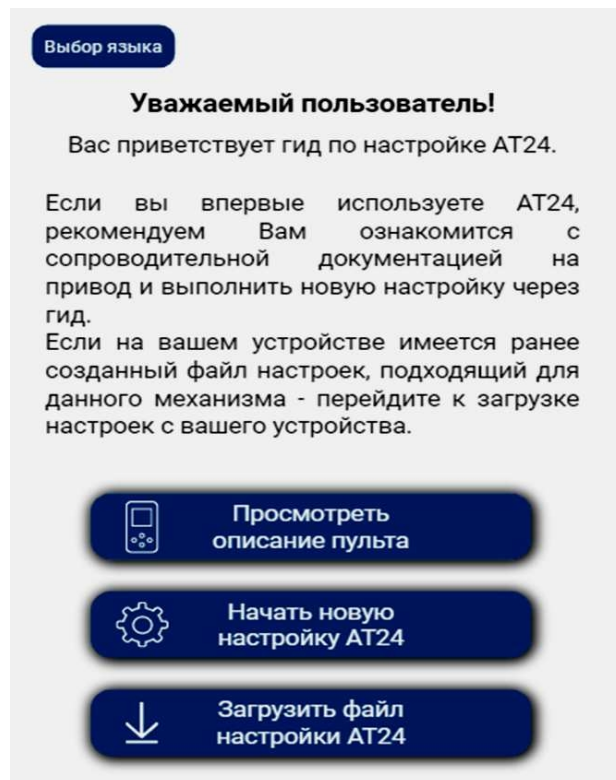 Выбор языка
Уважаемый пользователь!
Вас приветствует гид по настройке АТ24.
Если вы впервые используете АТ24,
рекомендуем Вам ознакомится с
сопроводительной документацией на
привод и выполнить новую настройку через
гид.
Если на вашем устройстве имеется ранее
созданный файл настроек, подходящий для
данного механизма - перейдите к загрузке
настроек с вашего устройства.
Просмотреть
описание пульта
Начать новую
настройку АТ24
Загрузить файл
настройки АТ24